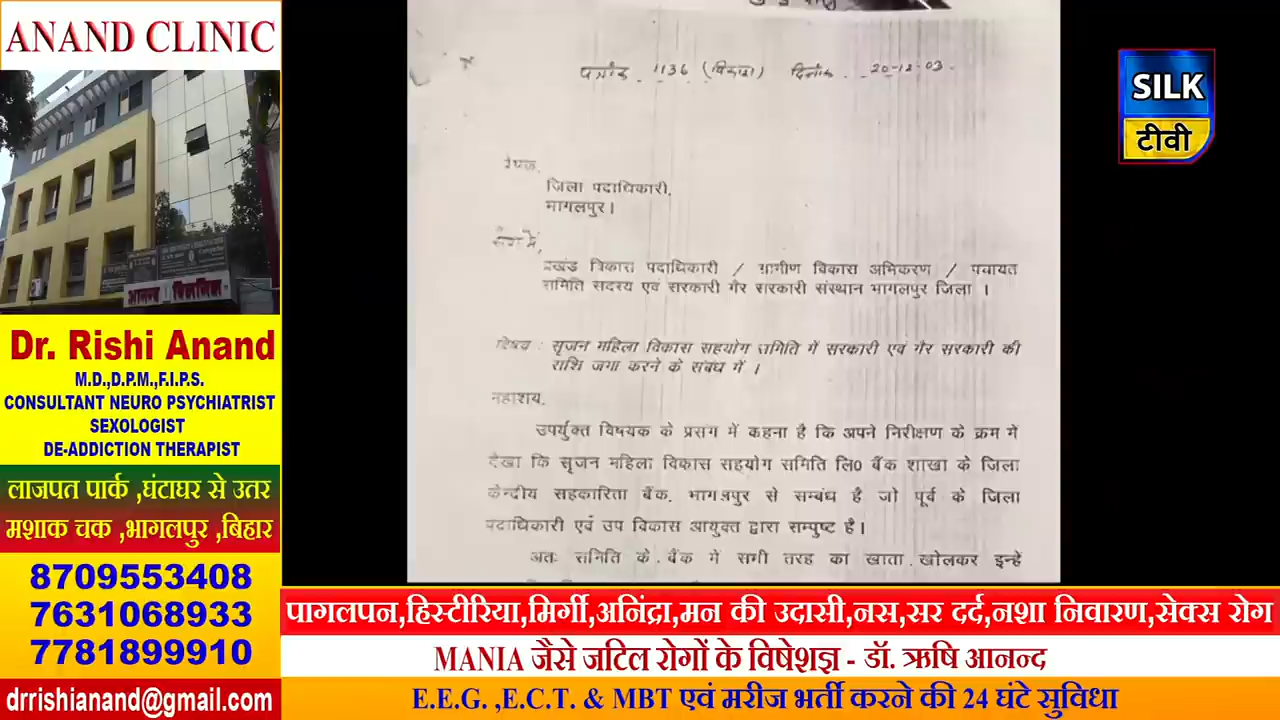 ANAND CLINIC
आनन्द क्लिनिक
Dr. Rishi Anand
M.D.,D.P.M.,F.I.P.S.
CONSULTANT NEURO PSYCHIATRIST
SEXOLOGIST
DE-ADDICTION THERAPIST
लाजपत पार्क ,घंटाघर से उतर
मशाक चक ,भागलपुर ,बिहार
8709553408
7631068933
7781899910
drrishianand@gmail.com
पत्रांक 1136 (विकास) दिनांक 20-12-03
प्रेषक,
जिला पदाधिकारी,
भागलपुर।
सेवा में,
प्रखंड विकास पदाधिकारी / ग्रामीण विकास अभिकरण / पंचायत
समिति सदस्य एवं सरकारी गैर सरकारी संस्थान भागलपुर जिला ।
विषय : सृजन महिला विकास सहयोग समिति में सरकारी एवं गैर सरकारी की
राशि जमा करने के संबंध में ।
महाशय,
उपर्युक्त विषयक के प्रसंग में कहना है कि अपने निरीक्षण के क्रम में
देखा कि सृजन महिला विकास सहयोग समिति लि0 बैंक शाखा के जिला
केन्दीय सहकारिता बैंक, भागलपुर से सम्बंध है जो पूर्व के जिला
पदाधिकारी एवं उप विकास आयुक्त द्वारा सम्पुष्ट है।
अतः समिति के बैंक में सभी तरह का खाता खोलकर इन्हे
SILK
टीवी
पागलपन,हिस्टीरिया,मिर्गी,अनिंद्रा,मन की उदासी,नस,सर दर्द,नशा निवारण,सेक्स रोग
MANIA जैसे जटिल रोगों के विषेशज्ञ - डॉ. ऋषि आनन्द
E.E.G. ,E.C.T. & MBT एवं मरीज भर्ती करने की 24 घंटे सुविधा